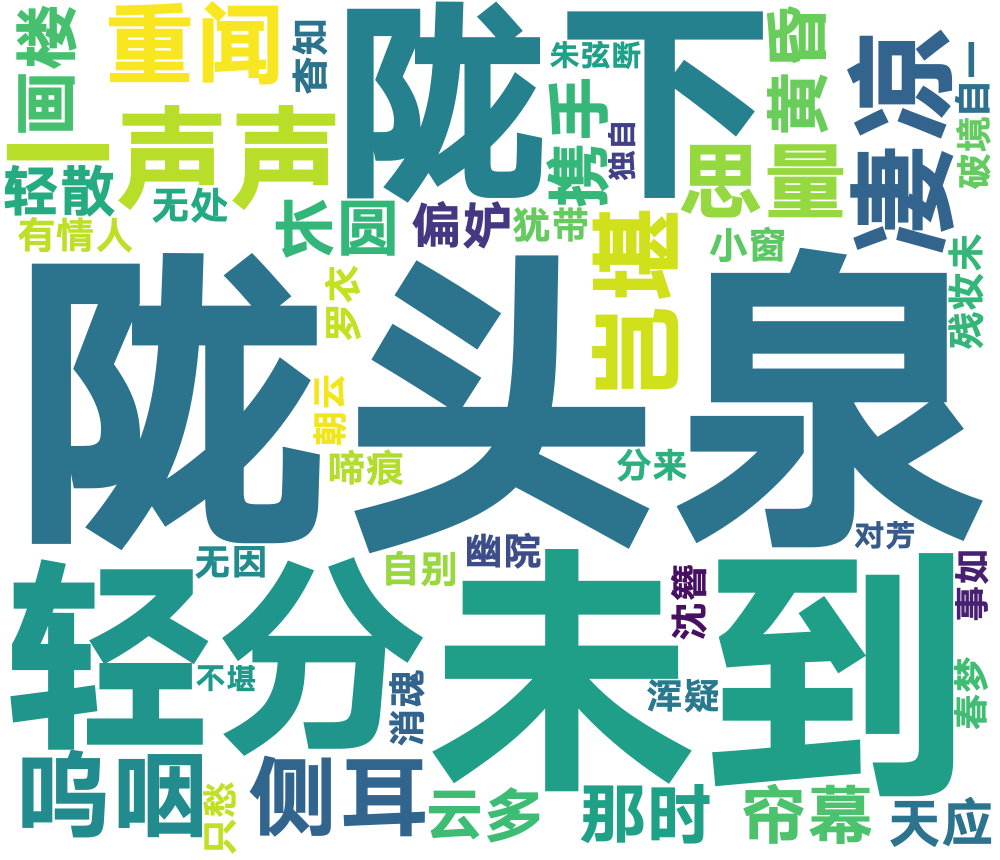 画楼
重闻
杳知
陇下
朱弦断
携手
独自
黄昏
凄凉
自一
破境
一声声
轻散
无处
有情人
长圆
偏妒
犹带
思量
岂堪
小窗
残妆未
罗衣
朝云
啼痕
陇头泉
分来
对芳
无因
自别
幽院
沈簪
事如
轻分
未到
不堪
消魂
浑疑
春梦
呜咽
只愁
侧耳
云多
那时
帘幕
天应